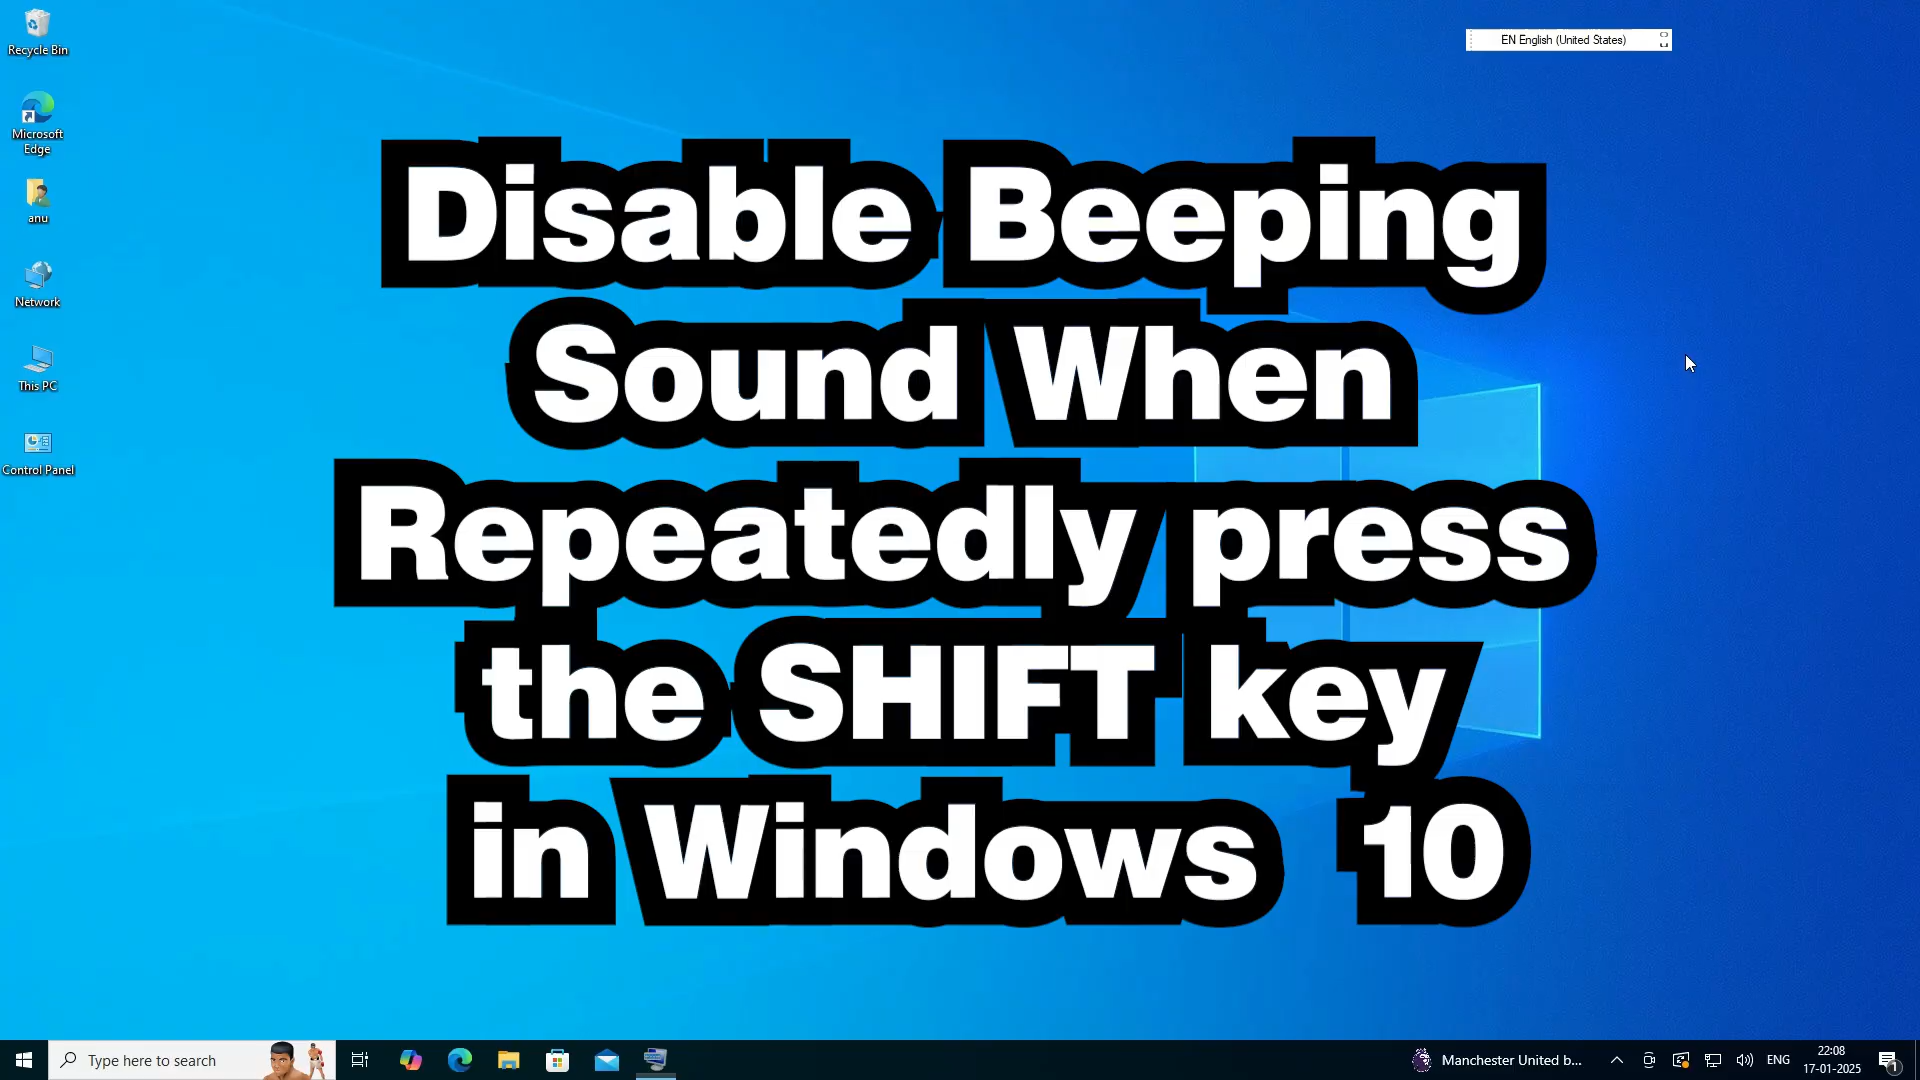 Recycle Bin
EN English (United States)
Microsoft
Edge
anu
Network
This PC
Control Panel
Disable Beeping
Sound When
Repeatedly press
the SHIFT key
in Windows 10
Type here to search
Manchester United b...
ENG
22:08
17-01-2025
1